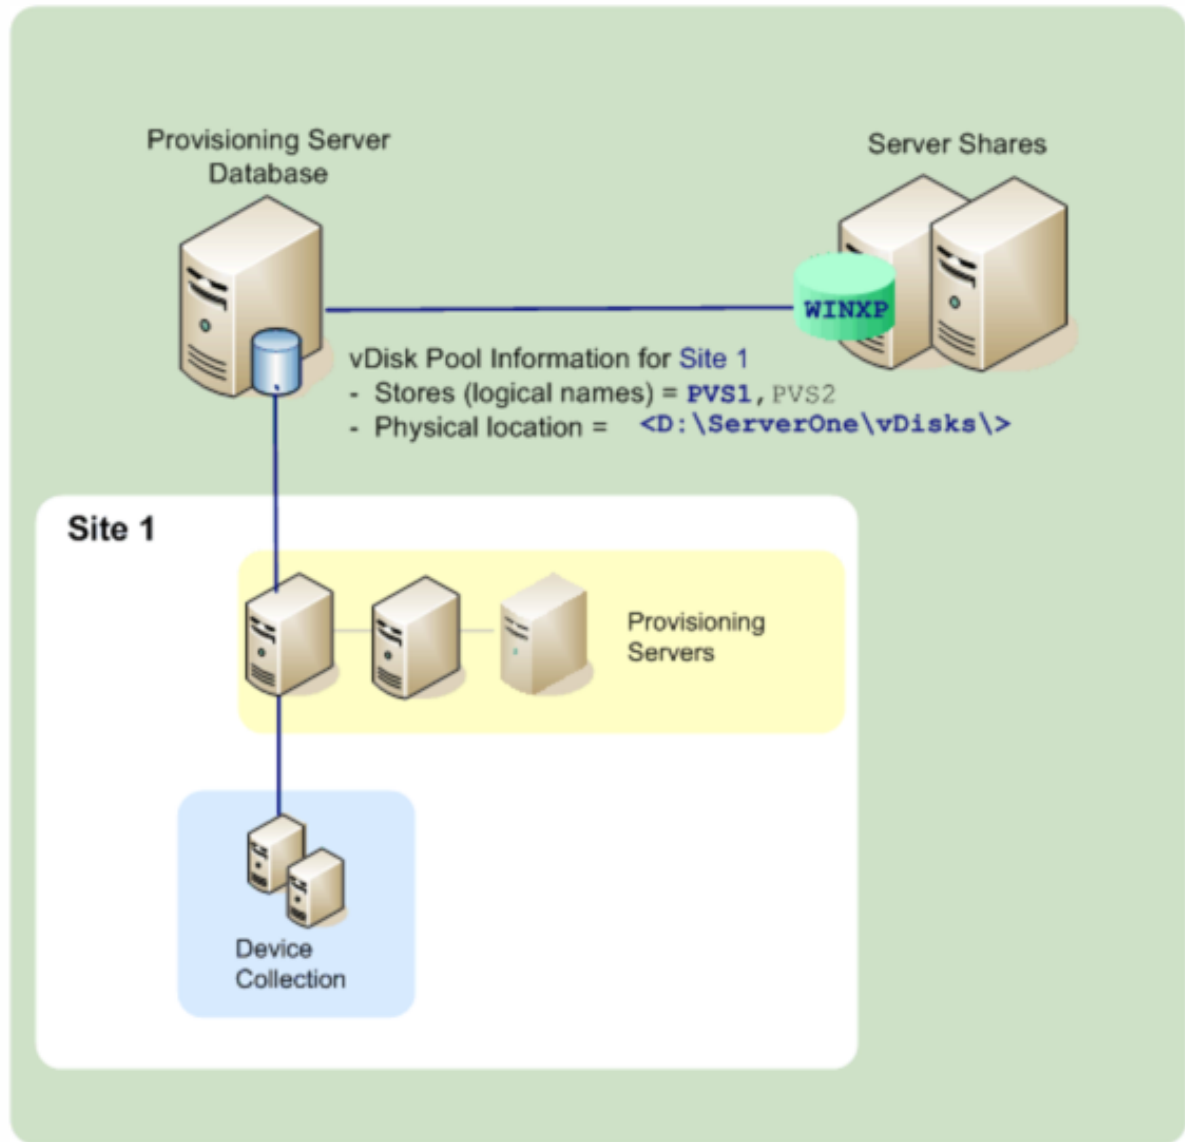 Provisioning Server
Database
Server Shares
WINXP
vDisk Pool Information for Site 1
- Stores (logical names) = PVS1, PVS2
- Physical location = <D:\ServerOne\vDisks\>
Site 1
Provisioning
Servers
Device
Collection